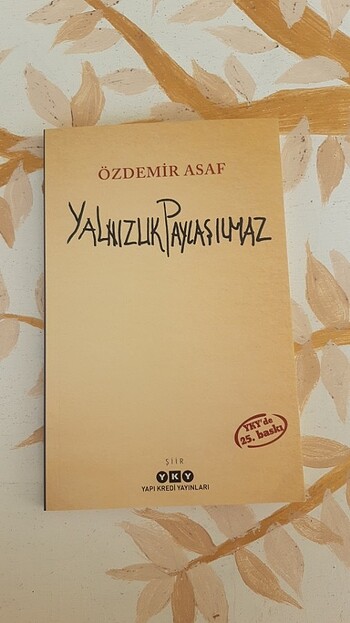 ÖZDEMİR ASAF
YALNIZLIK PAYLAŞILMAZ
YKY'de
25. baskı
ŞİİR
YKY
YAPI KREDİ YAYINLARI